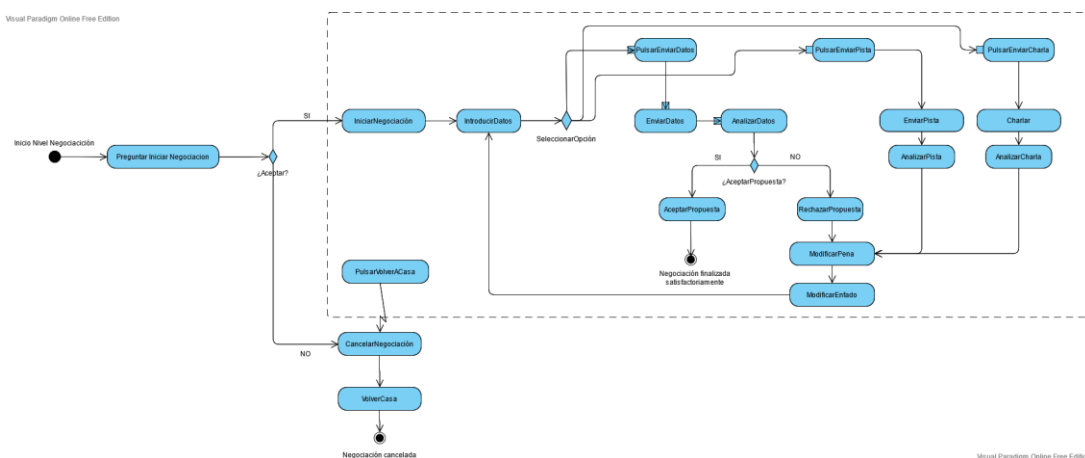 Visual Paradigm Online Free Edition
PulsarEnviarDatos
PulsarEnviarPista
PulsarEnviarCharla
SI
IniciarNegociación
IntroducirDatos
SeleccionarOpción
EnviarDatos
AnalizarDatos
EnviarPista
Charlar
Inicio Nivel Negociacición
Preguntar Iniciar Negociacion
¿Aceptar?
SI
NO
¿AceptarPropuesta?
AnalizarPista
AnalizarCharla
AceptarPropuesta
RechazarPropuesta
ModificarPena
PulsarVolverACasa
Negociación finalizada
satisfactoriamente
ModificarEnfado
NO
CancelarNegociación
VolverCasa
Negociación cancelada
Visual Paradigm Online Free Editi